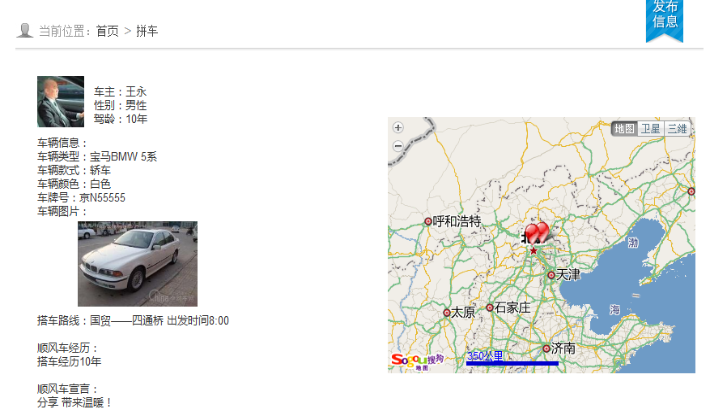 发布
信息
当前位置：首页 > 拼车
车主：王永
性别：男性
驾龄：10年
车辆信息：
车辆类型：宝马BMW 5系
车辆款式：轿车
车辆颜色：白色
车牌号：京N55555
车辆图片：
搭车路线：国贸——四通桥 出发时间8:00
顺风车经历：
搭车经历10年
顺风车宣言：
分享 带来温暖！
地图 卫星 三维
呼和浩特
北
渤
天津
海
石家庄
太原
济南
350公里
Sogou搜狗
地图